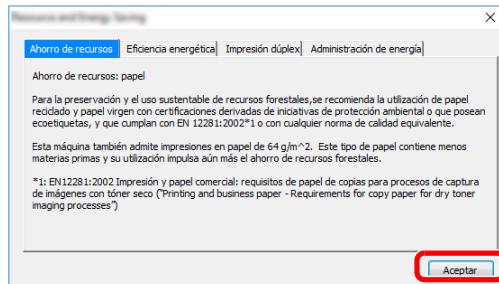 Resource and Energy Saving
Ahorro de recursos Eficiencia energética Impresión dúplex Administración de energía
Ahorro de recursos: papel
Para la preservación y el uso sustentable de recursos forestales,se recomienda la utilización de papel
reciclado y papel virgen con certificaciones derivadas de iniciativas de protección ambiental o que posean
ecoetiquetas, y que cumplan con EN 12281:2002*1 o con cualquier norma de calidad equivalente.
Esta máquina también admite impresiones en papel de 64 g/m^2. Este tipo de papel contiene menos
materias primas y su utilización impulsa aún más el ahorro de recursos forestales.
*1: EN12281:2002 Impresión y papel comercial: requisitos de papel de copias para procesos de captura
de imágenes con tóner seco ("Printing and business paper - Requirements for copy paper for dry toner
imaging processes")
Aceptar